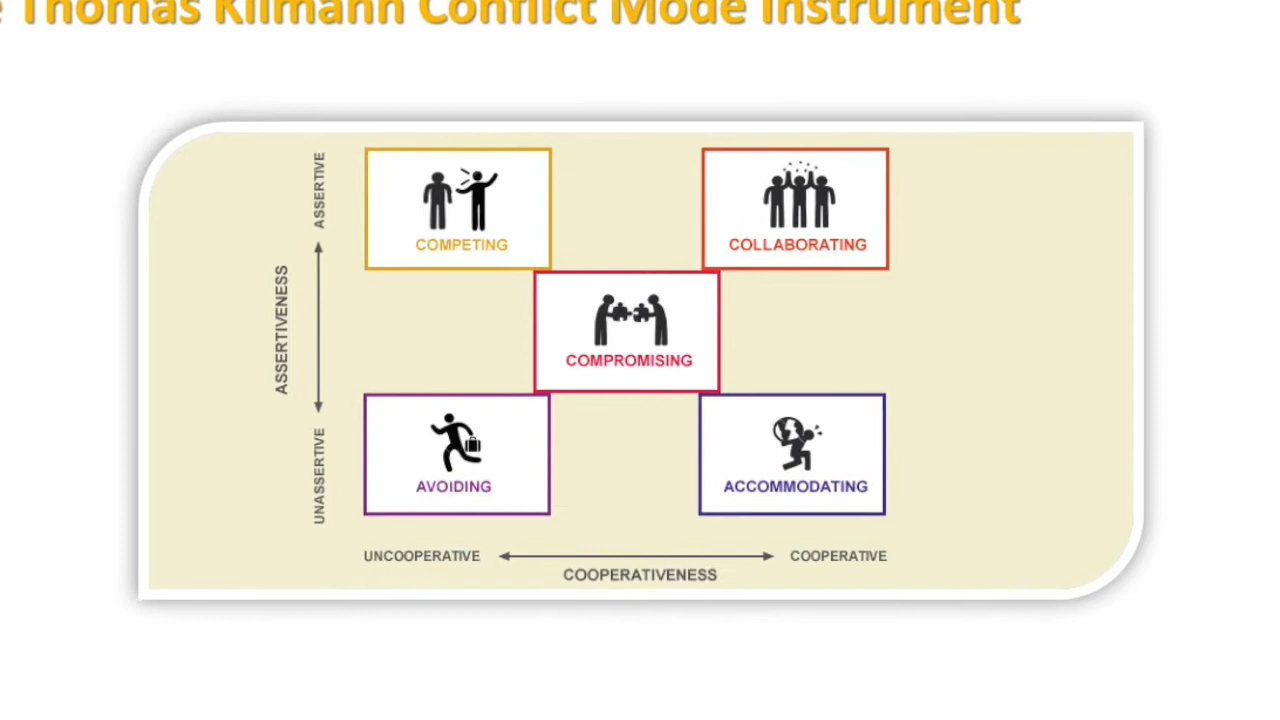 Thomas Kilmann Conflict Mode Instrument
ASSERTIVE
COMPETING
COLLABORATING
ASSERTIVENESS
COMPROMISING
UNASSERTIVE
AVOIDING
ACCOMMODATING
UNCOOPERATIVE
COOPERATIVE
COOPERATIVENESS